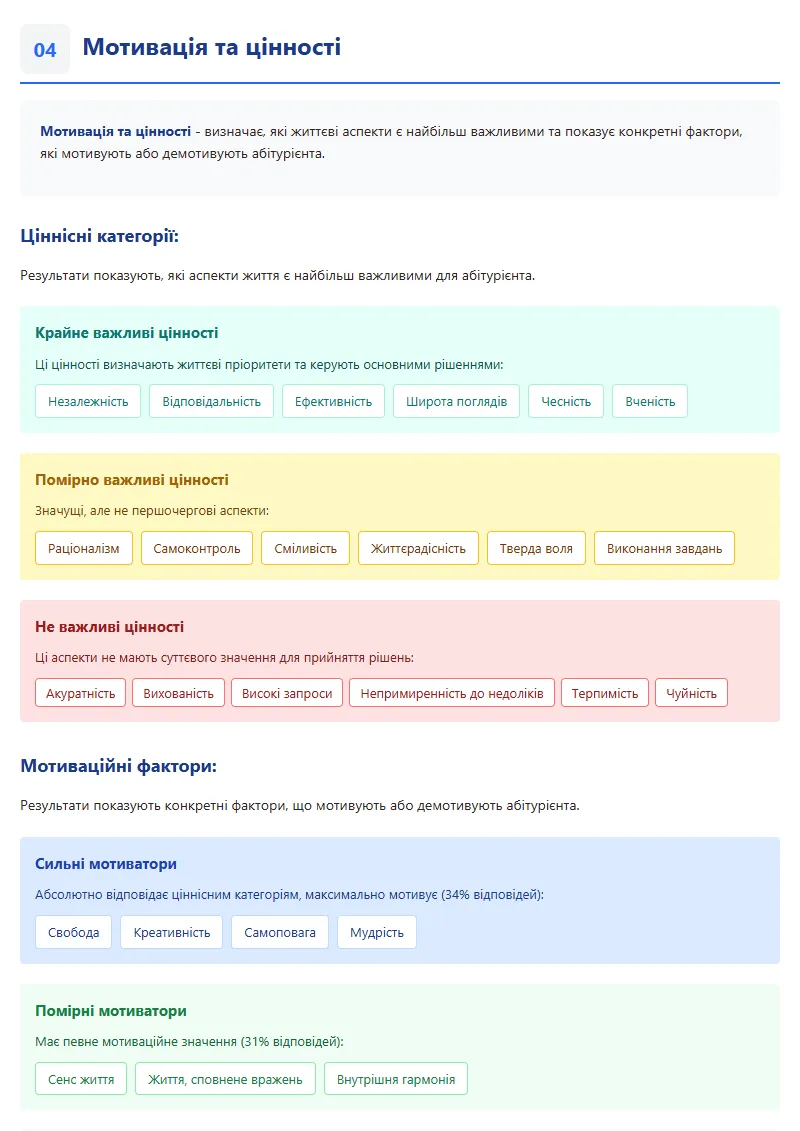 04
Мотивація та цінності
Мотивація та цінності - визначає, які життєві аспекти є найбільш важливими та показує конкретні фактори,
які мотивують або демотивують абітурієнта.
Ціннісні категорії:
Результати показують, які аспекти життя є найбільш важливими для абітурієнта.
Крайне важливі цінності
Ці цінності визначають життєві пріоритети та керують основними рішеннями:
Незалежність Відповідальність Ефективність Широта поглядів Чесність Вченість
Помірно важливі цінності
Значущі, але не першочергові аспекти:
Раціоналізм Самоконтроль Сміливість Життєрадісність Тверда воля Виконання завдань
Не важливі цінності
Ці аспекти не мають суттєвого значення для прийняття рішень:
Акуратність Вихованість Високі запроси Непримиренність до недоліків Терпимість Чуйність
Мотиваційні фактори:
Результати показують конкретні фактори, що мотивують або демотивують абітурієнта.
Сильні мотиватори
Абсолютно відповідає ціннісним категоріям, максимально мотивує (34% відповідей):
Свобода Креативність Самоповага Мудрість
Помірні мотиватори
Має певне мотиваційне значення (31% відповідей):
Сенс життя Життя, сповнене вражень Внутрішня гармонія